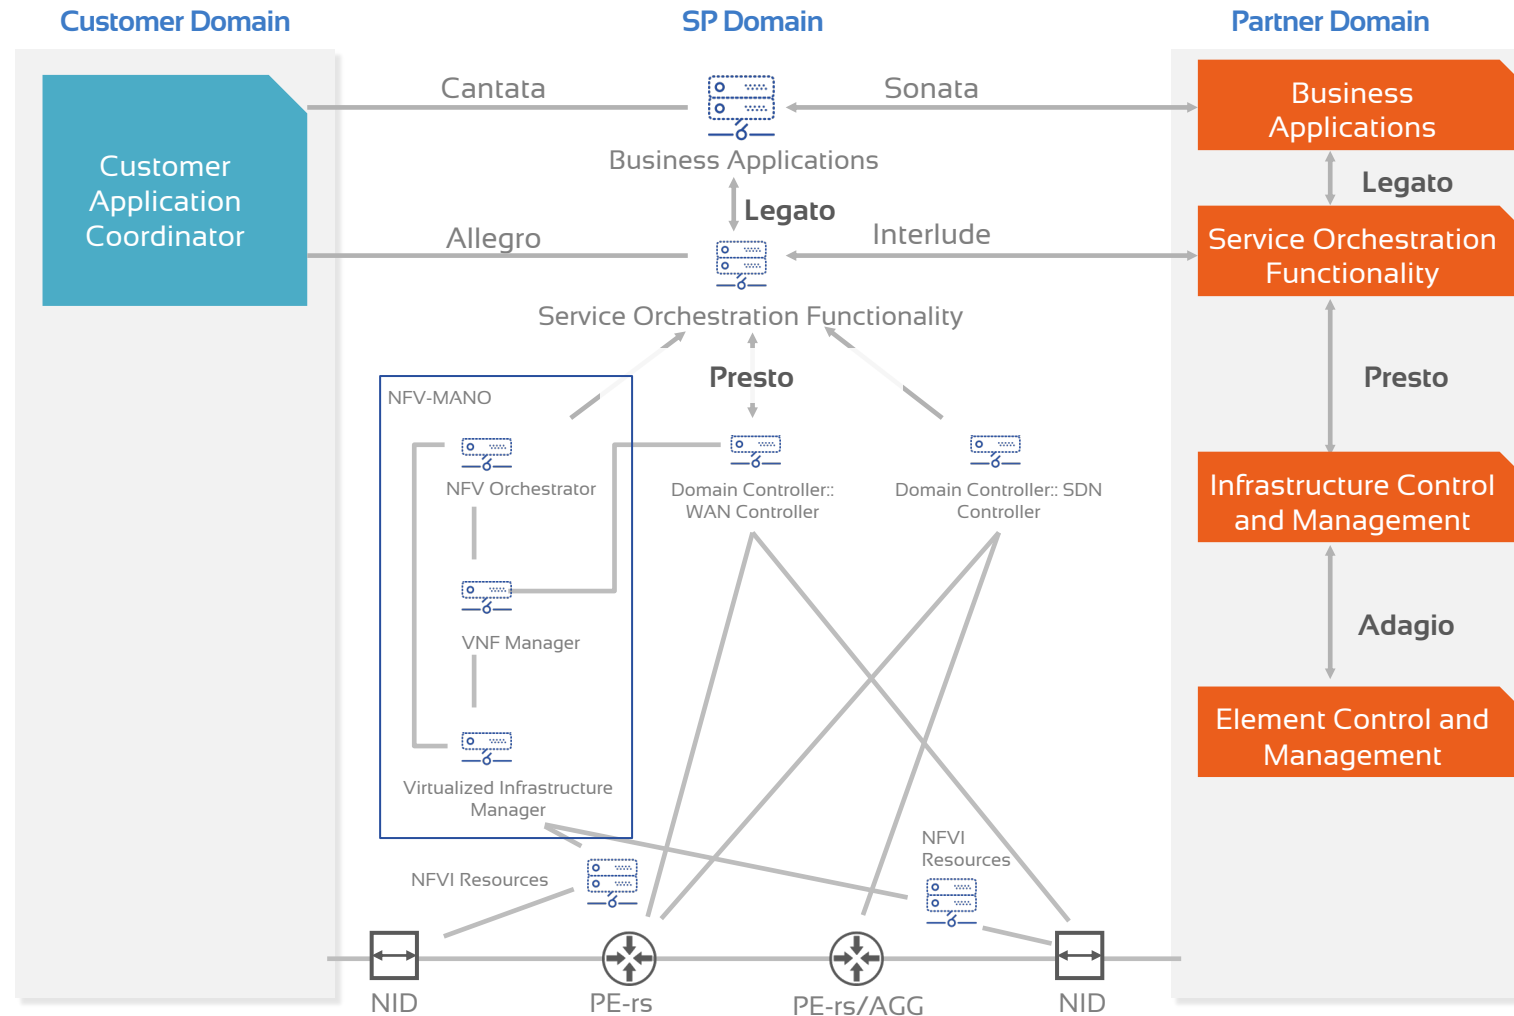 Customer Domain
SP Domain
Partner Domain
Cantata
Sonata
Business
Applications
Customer
Application
Coordinator
Business Applications
Legato
Legato
Allegro
Interlude
Service Orchestration
Functionality
Service Orchestration Functionality
Presto
Presto
NFV-MANO
NFV Orchestrator
Domain Controller::
WAN Controller
Domain Controller:: SDN
Controller
Infrastructure Control
and Management
VNF Manager
Adagio
Element Control and
Management
Virtualized Infrastructure
Manager
NFVI
Resources
NFVI Resources
NID
PE-rs
PE-rs/AGG
NID